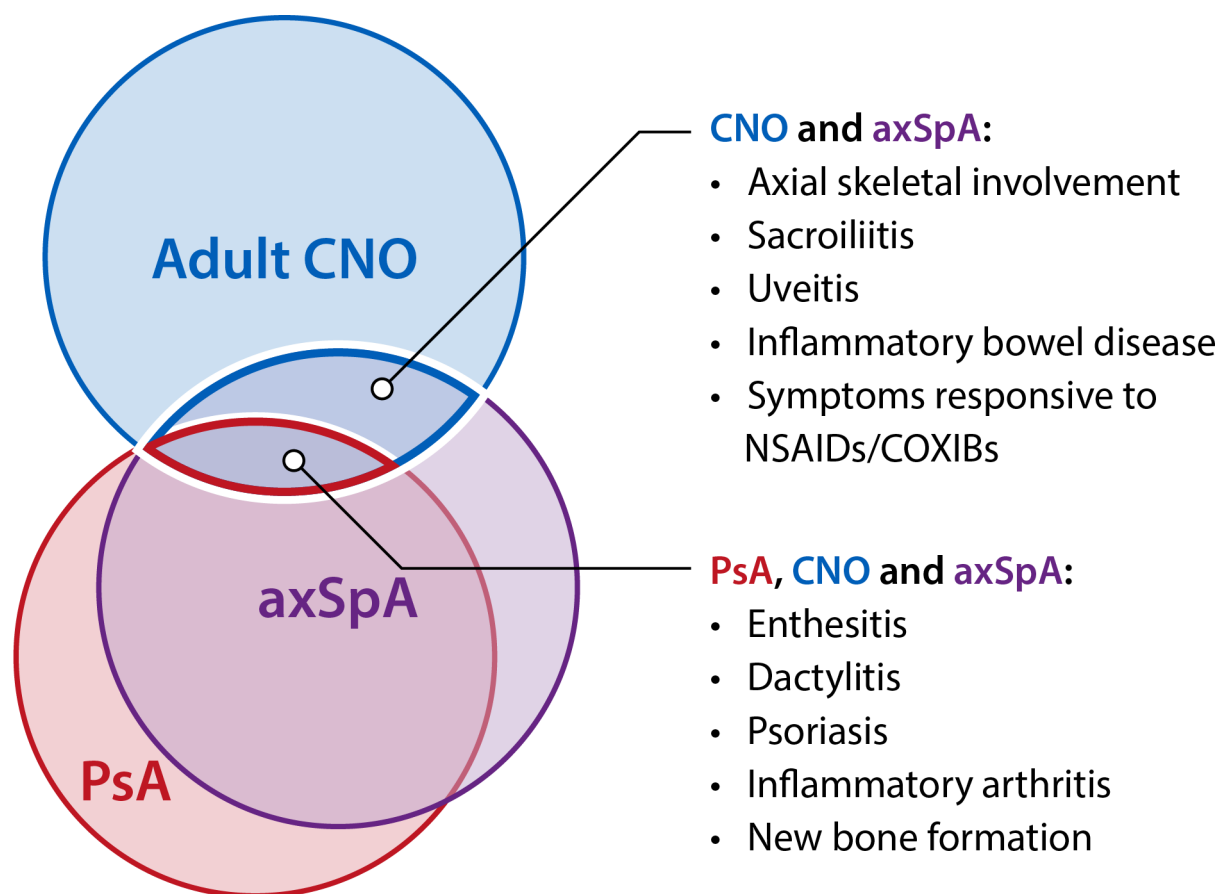 Adult CNO
axSpA
PsA
CNO and axSpA:
• Axial skeletal involvement
• Sacroiliitis
• Uveitis
• Inflammatory bowel disease
• Symptoms responsive to
NSAIDs/COXIBs
PsA, CNO and axSpA:
• Enthesitis
• Dactylitis
• Psoriasis
• Inflammatory arthritis
• New bone formation